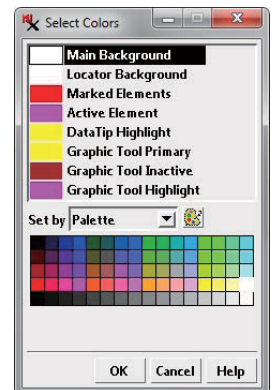 Select Colors
Main Background
Locator Background
Marked Elements
Active Element
DataTip Highlight
Graphic Tool Primary
Graphic Tool Inactive
Graphic Tool Highlight
Set by Palette
OK Cancel Help